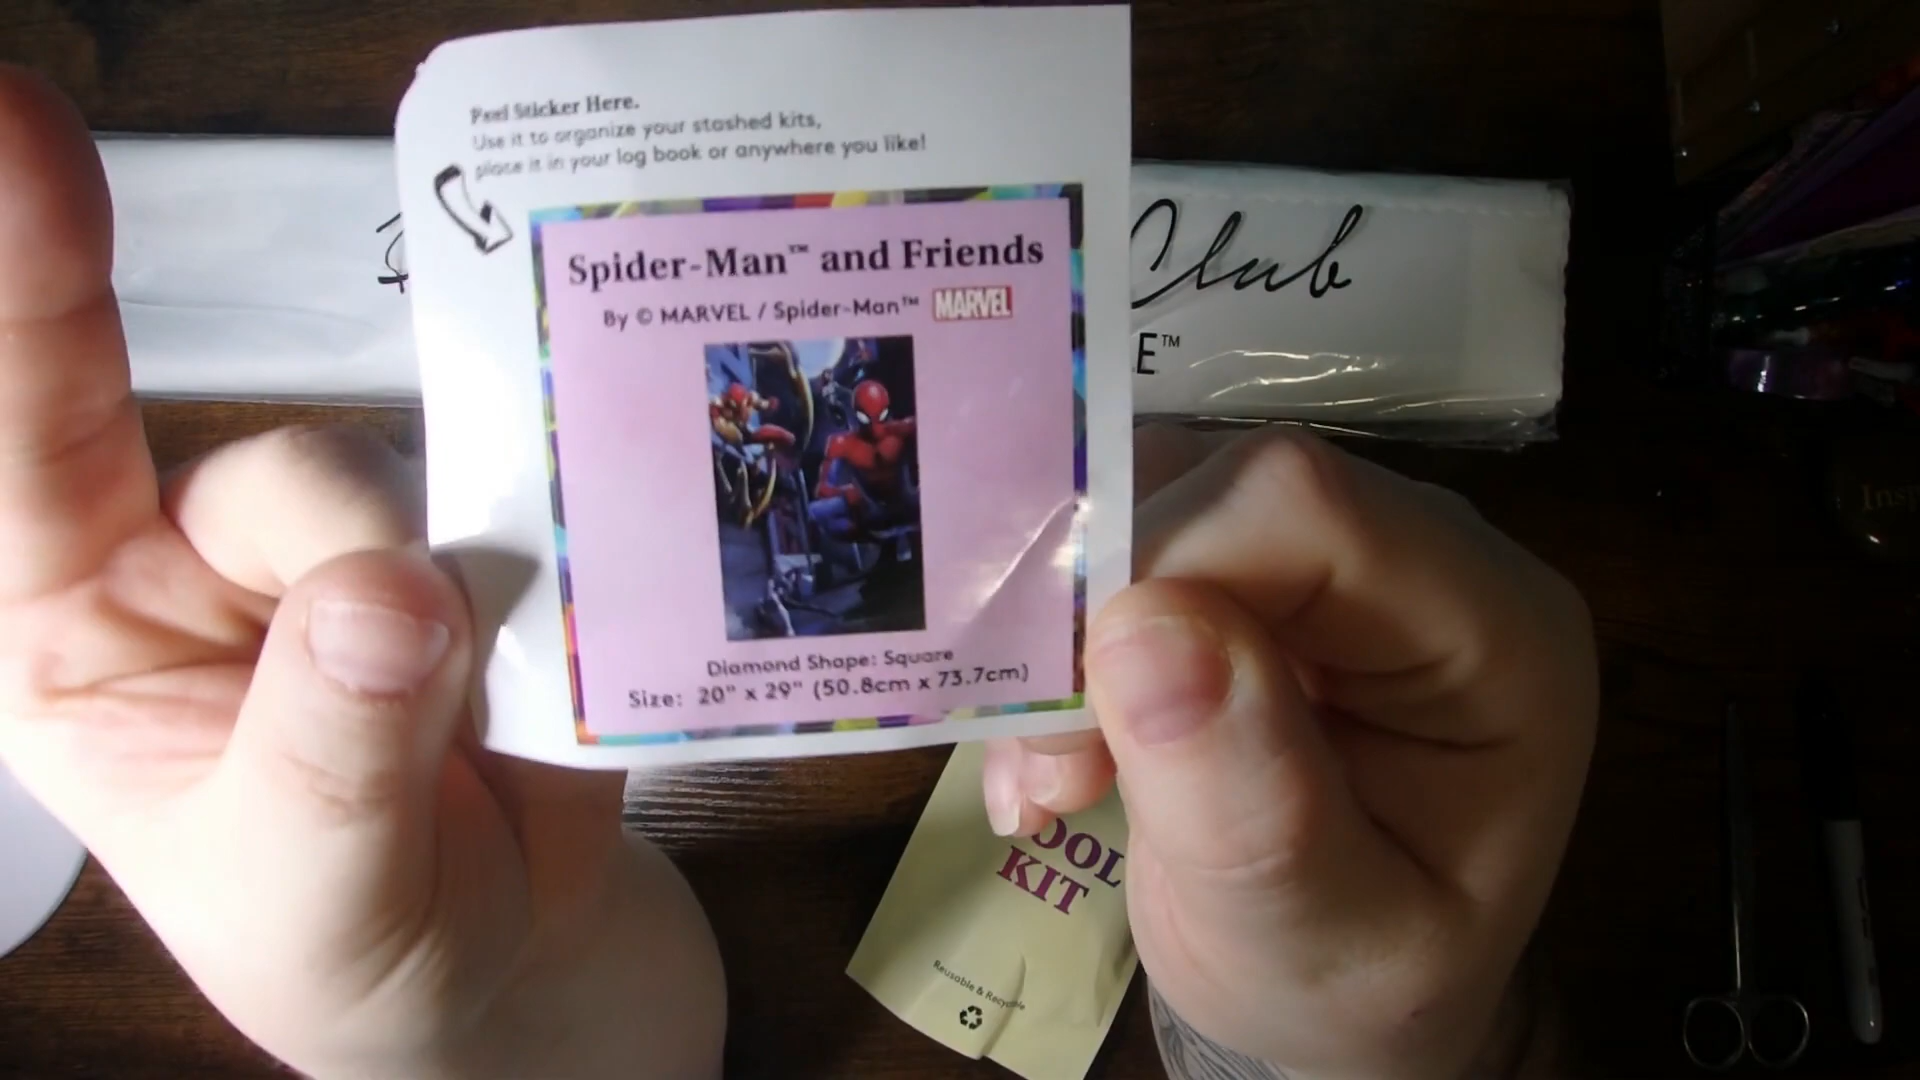 Peel Sticker Here.
Use it to organize your stashed kits,
place it in your log book or anywhere you like!
Spider-Man™ and Friends
By © MARVEL / Spider-Man™ MARVEL
Diamond Shape: Square
Size: 20" x 29" (50.8cm x 73.7cm)
Club
E™
OOL
KIT
Reusable & Recyclable